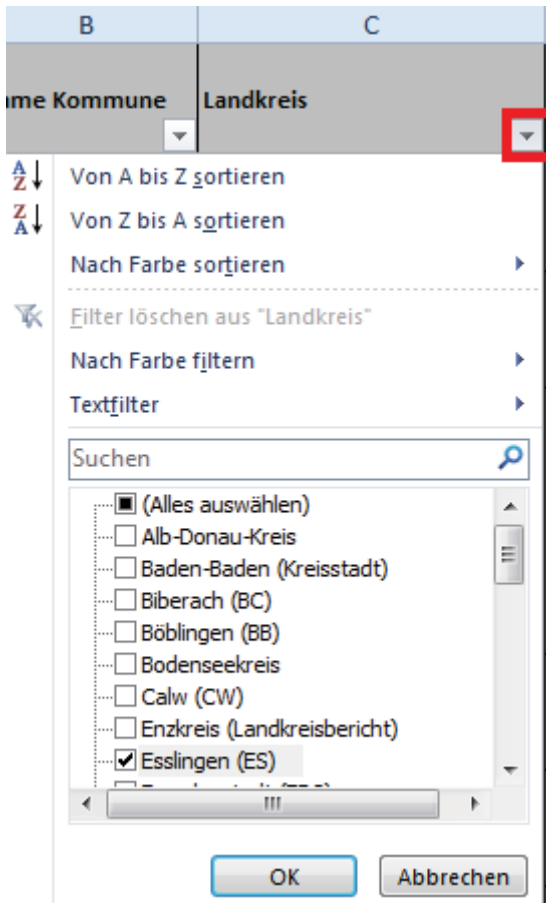 B C
me Kommune Landkreis
Von A bis Z sortieren
Von Z bis A sortieren
Nach Farbe sortieren
Filter löschen aus "Landkreis"
Nach Farbe filtern
Textfilter
Suchen
(Alles auswählen)
Alb-Donau-Kreis
Baden-Baden (Kreisstadt)
Biberach (BC)
Böblingen (BB)
Bodenseekreis
Calw (CW)
Enzkreis (Landkreisbericht)
Esslingen (ES)
OK Abbrechen